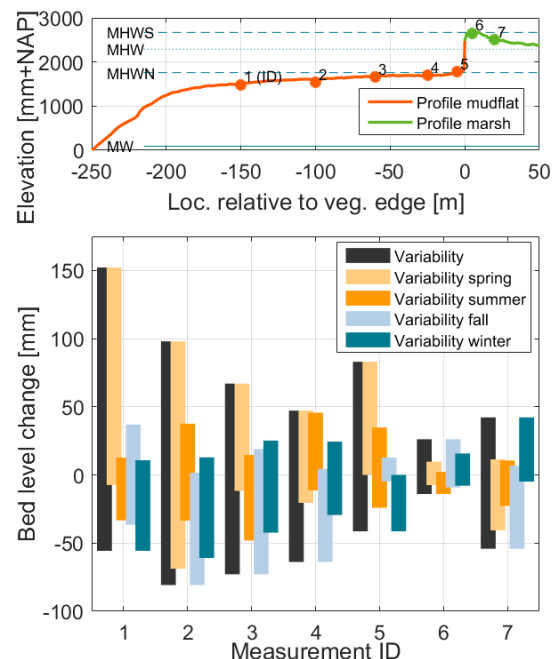 Elevation [mm+NAP]
3000
2000
1000
0
MHWS
MHW
MHWN
MW
1 (ID)
2
3
4
5
6
7
Profile mudflat
Profile marsh
-250
-200
-150
-100
-50
0
50
Loc. relative to veg. edge [m]
Bed level change [mm]
150
100
50
0
-50
-100
Variability
Variability spring
Variability summer
Variability fall
Variability winter
1
2
3
4
5
6
7
Measurement ID